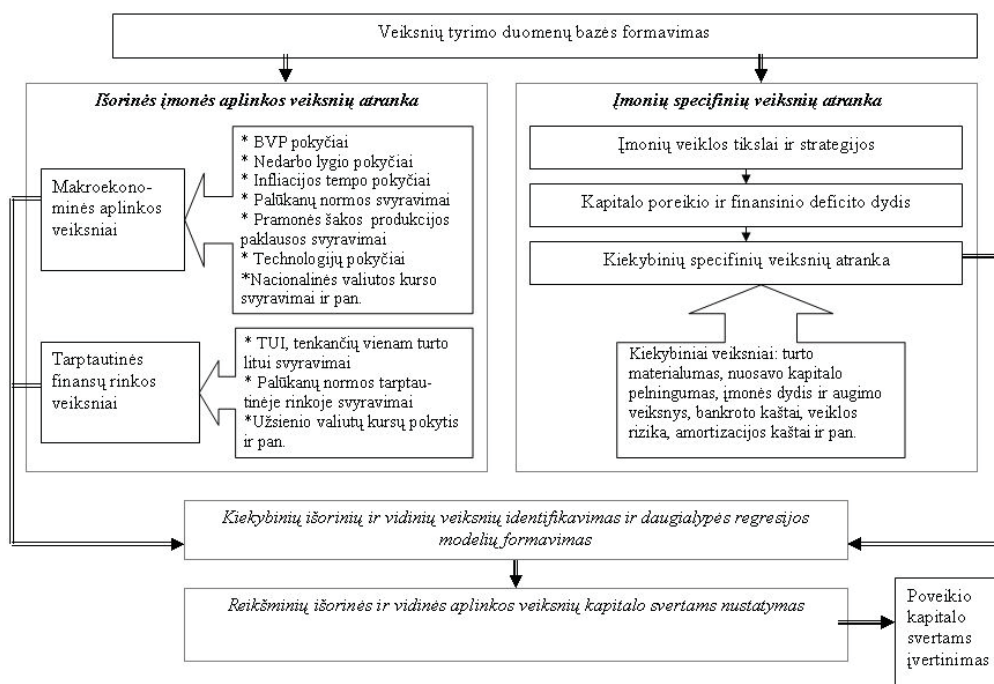 Veiksnių tyrimo duomenų bazės formavimas
Išorinės įmonės aplinkos veiksnių atranka
Makroekono-
minės aplinkos
veiksniai
* BVP pokyčiai
* Nedarbo lygio pokyčiai
* Infliacijos tempo pokyčiai
* Palūkanų normos svyravimai
* Pramonės šakos produkcijos
paklausos svyravimai
* Technologijų pokyčiai
*Nacionalinės valiutos kurso
svyravimai ir pan.
Tarptautinės
finansų rinkos
veiksniai
* TUI, tenkančių vienam turto
litui svyravimai
* Palūkanų normos tarptau-
tinėje rinkoje svyravimai
*Užsienio valiutų kursų pokytis
ir pan.
Įmonių specifinių veiksnių atranka
Įmonių veiklos tikslai ir strategijos
Kapitalo poreikio ir finansinio deficito dydis
Kiekybinių specifinių veiksnių atranka
Kiekybiniai veiksniai: turto
materialumas, nuosavo kapitalo
pelningumas, įmonės dydis ir augimo
veiksnys, bankroto kaštai, veiklos
rizika, amortizacijos kaštai ir pan.
Kiekybinių išorinių ir vidinių veiksnių identifikavimas ir daugialypės regresijos
modelių formavimas
Reikšminių išorinės ir vidinės aplinkos veiksnių kapitalo svertams nustatymas
Poveikio
kapitalo
svertams
įvertinimas